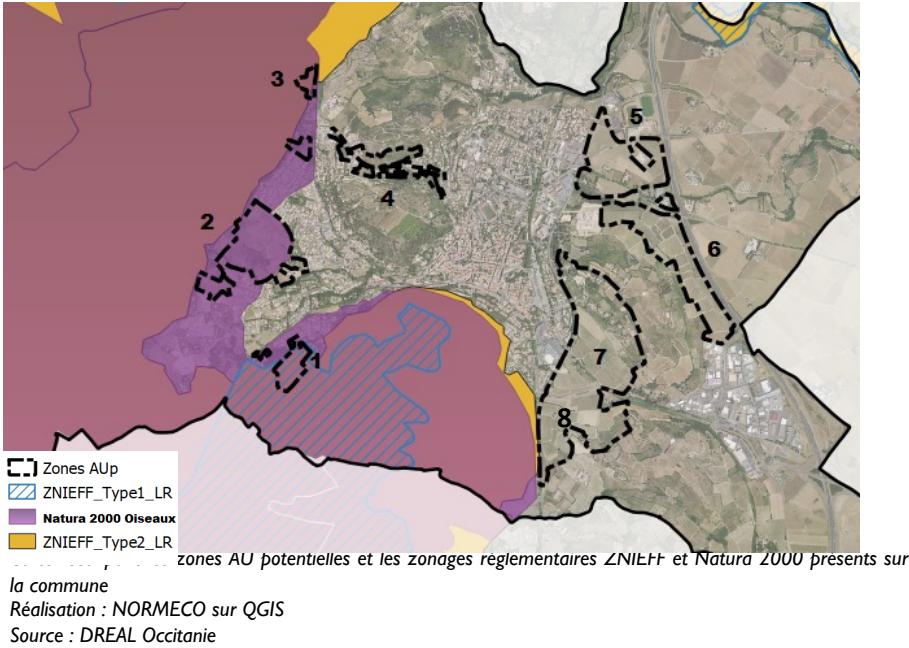 3
5
4
2
6
1
7
8
Zones AUp
ZNIEFF_Type1_LR
Natura 2000 Oiseaux
ZNIEFF_Type2_LR
zones AU potentielles et les zonages réglementaires ZNIEFF et Natura 2000 présents sur
la commune
Réalisation : NORMECO sur QGIS
Source : DREAL Occitanie